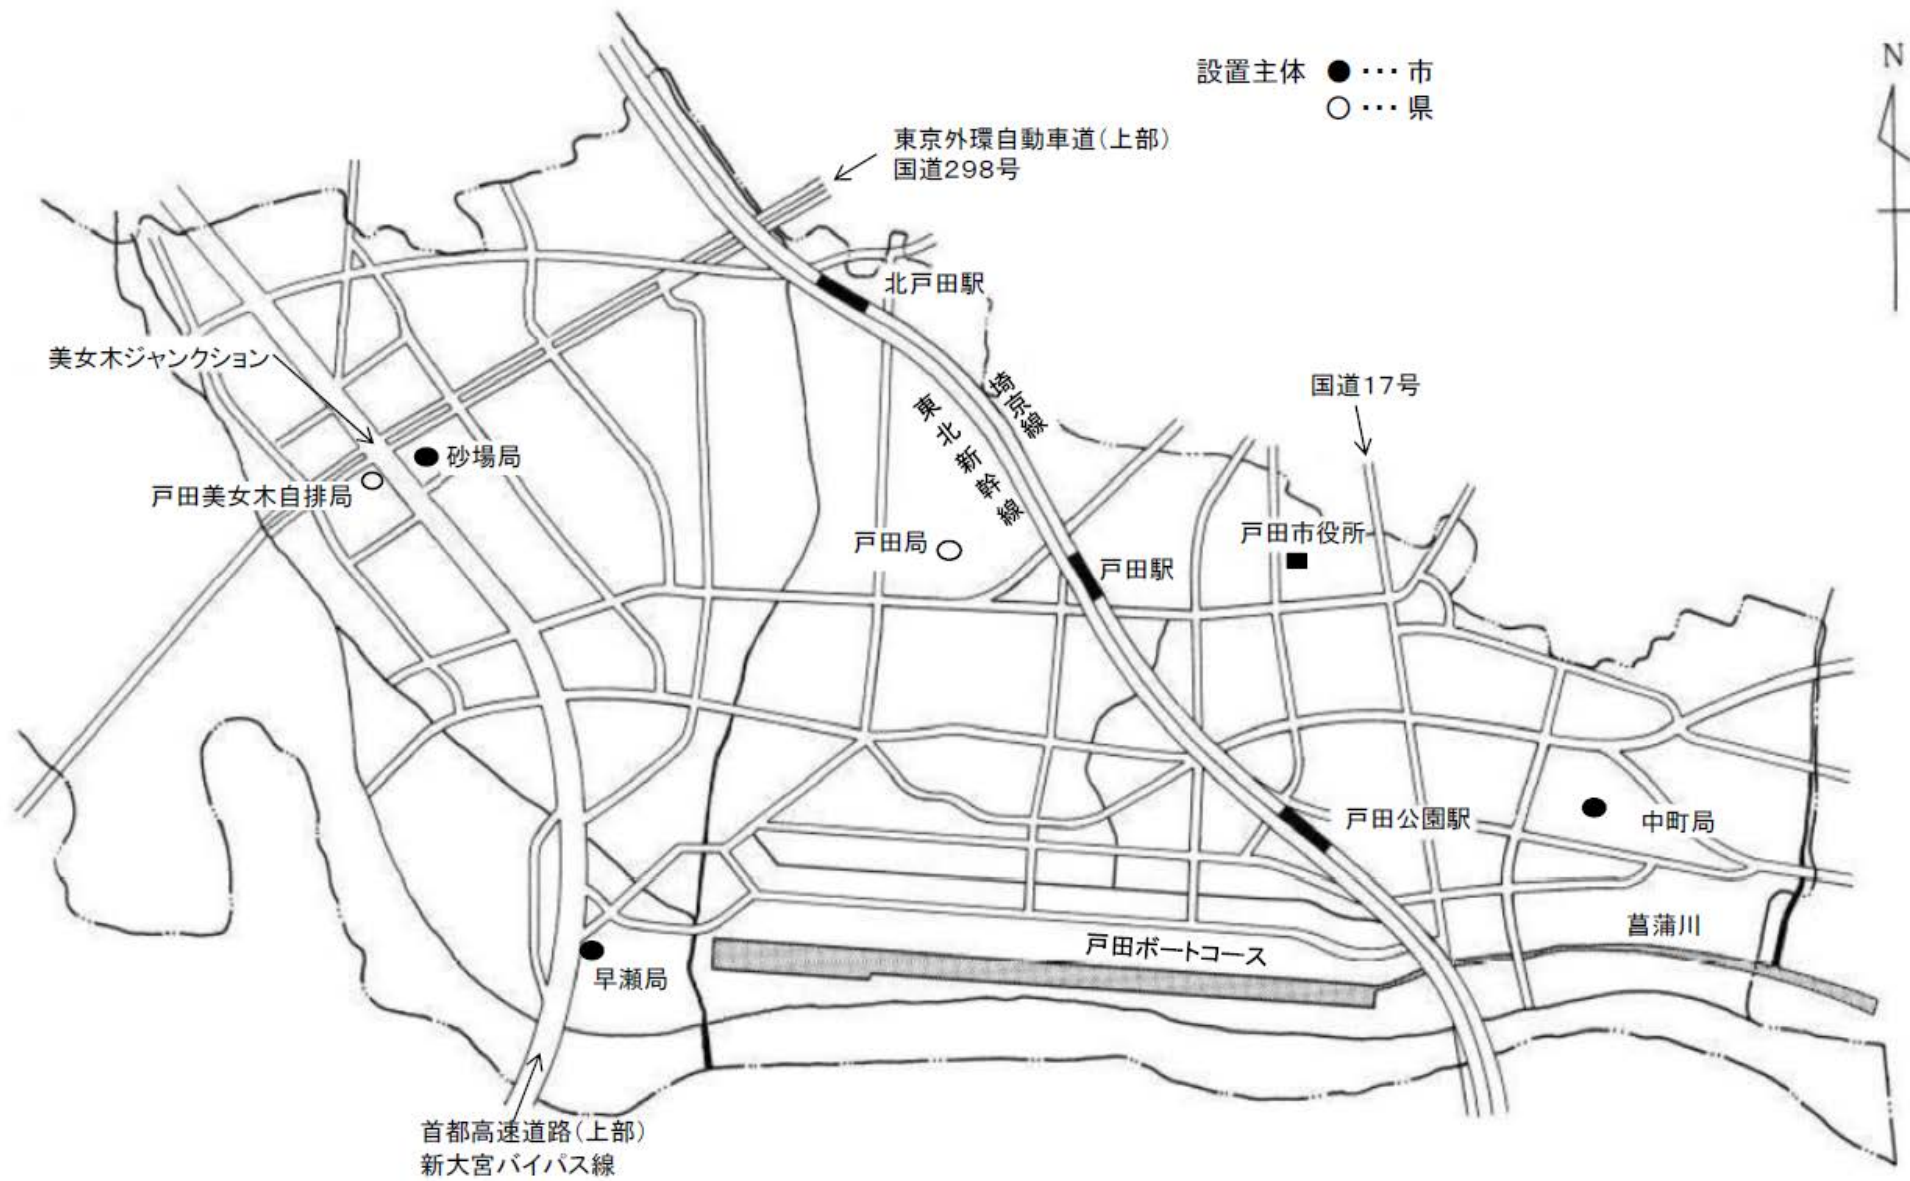 設置主体 ●・・・市
○・・・県
N
東京外環自動車道(上部)
国道298号
北戸田駅
美女木ジャンクション
埼京線
東北新幹線
国道17号
砂場局
戸田美女木自排局
戸田局
戸田駅
戸田市役所
戸田公園駅
中町局
菖蒲川
戸田ボートコース
早瀬局
首都高速道路(上部)
新大宮バイパス線